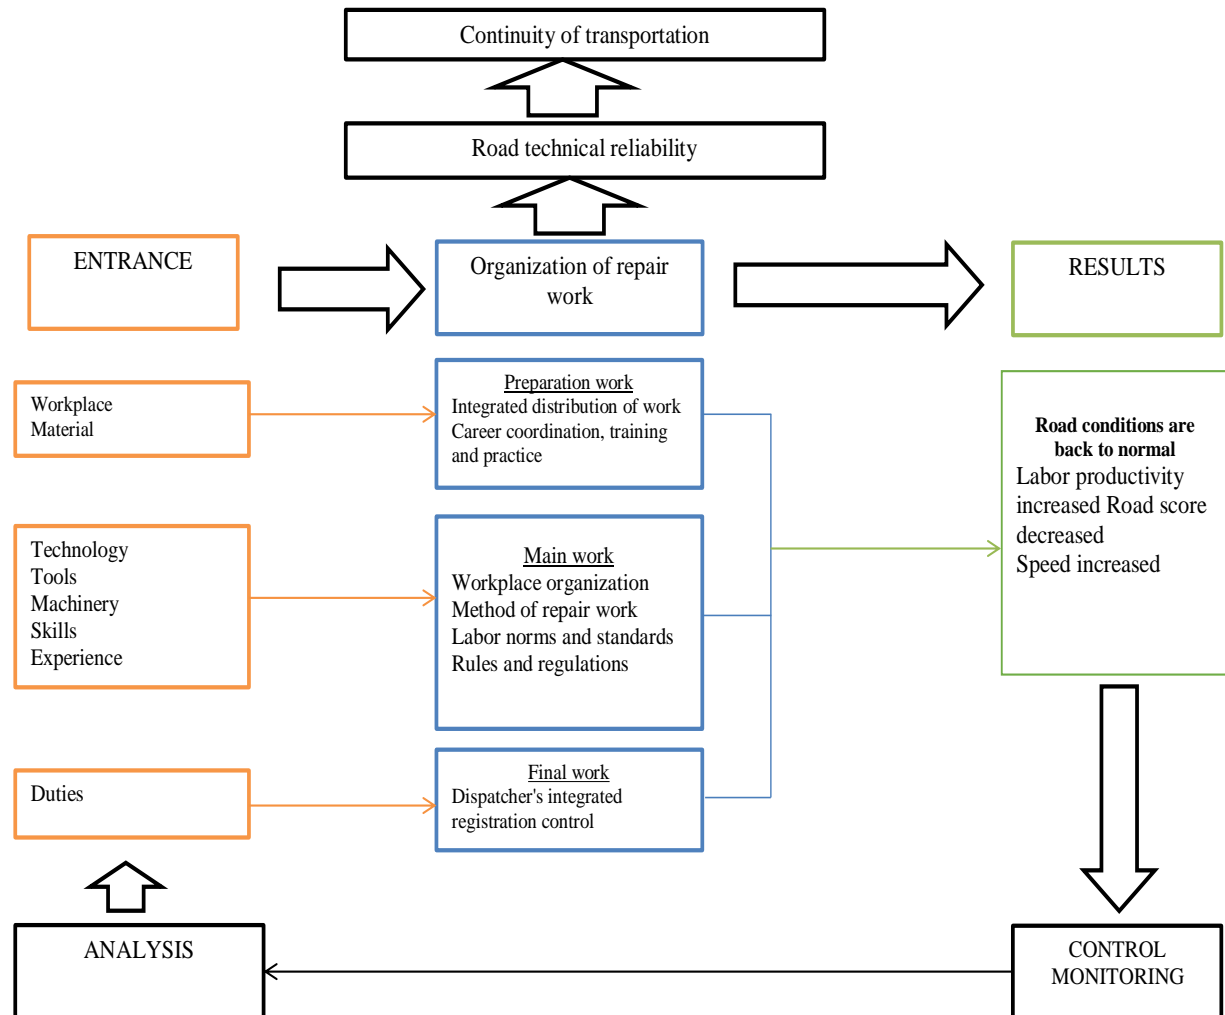 Continuity of transportation
Road technical reliability
ENTRANCE
Organization of repair
work
RESULTS
Workplace
Material
Preparation work
Integrated distribution of work
Career coordination, training
and practice
Road conditions are
back to normal
Labor productivity
increased Road score
decreased
Speed increased
Technology
Tools
Machinery
Skills
Experience
Main work
Workplace organization
Method of repair work
Labor norms and standards
Rules and regulations
Duties
Final work
Dispatcher's integrated
registration control
ANALYSIS
CONTROL
MONITORING